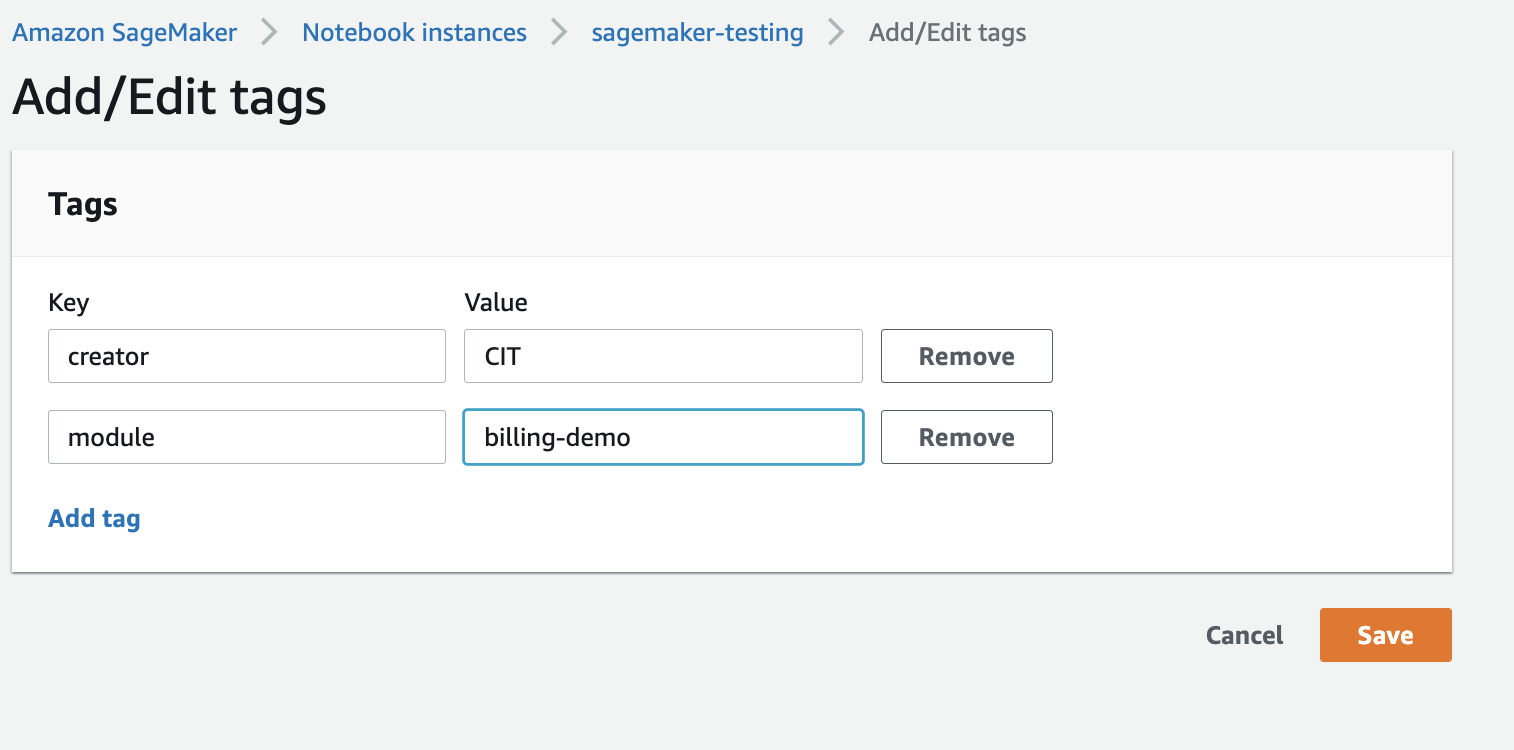 Amazon SageMaker > Notebook instances > sagemaker-testing > Add/Edit tags
Add/Edit tags
Tags
Key Value
creator CIT Remove
module billing-demo Remove
Add tag
Cancel Save